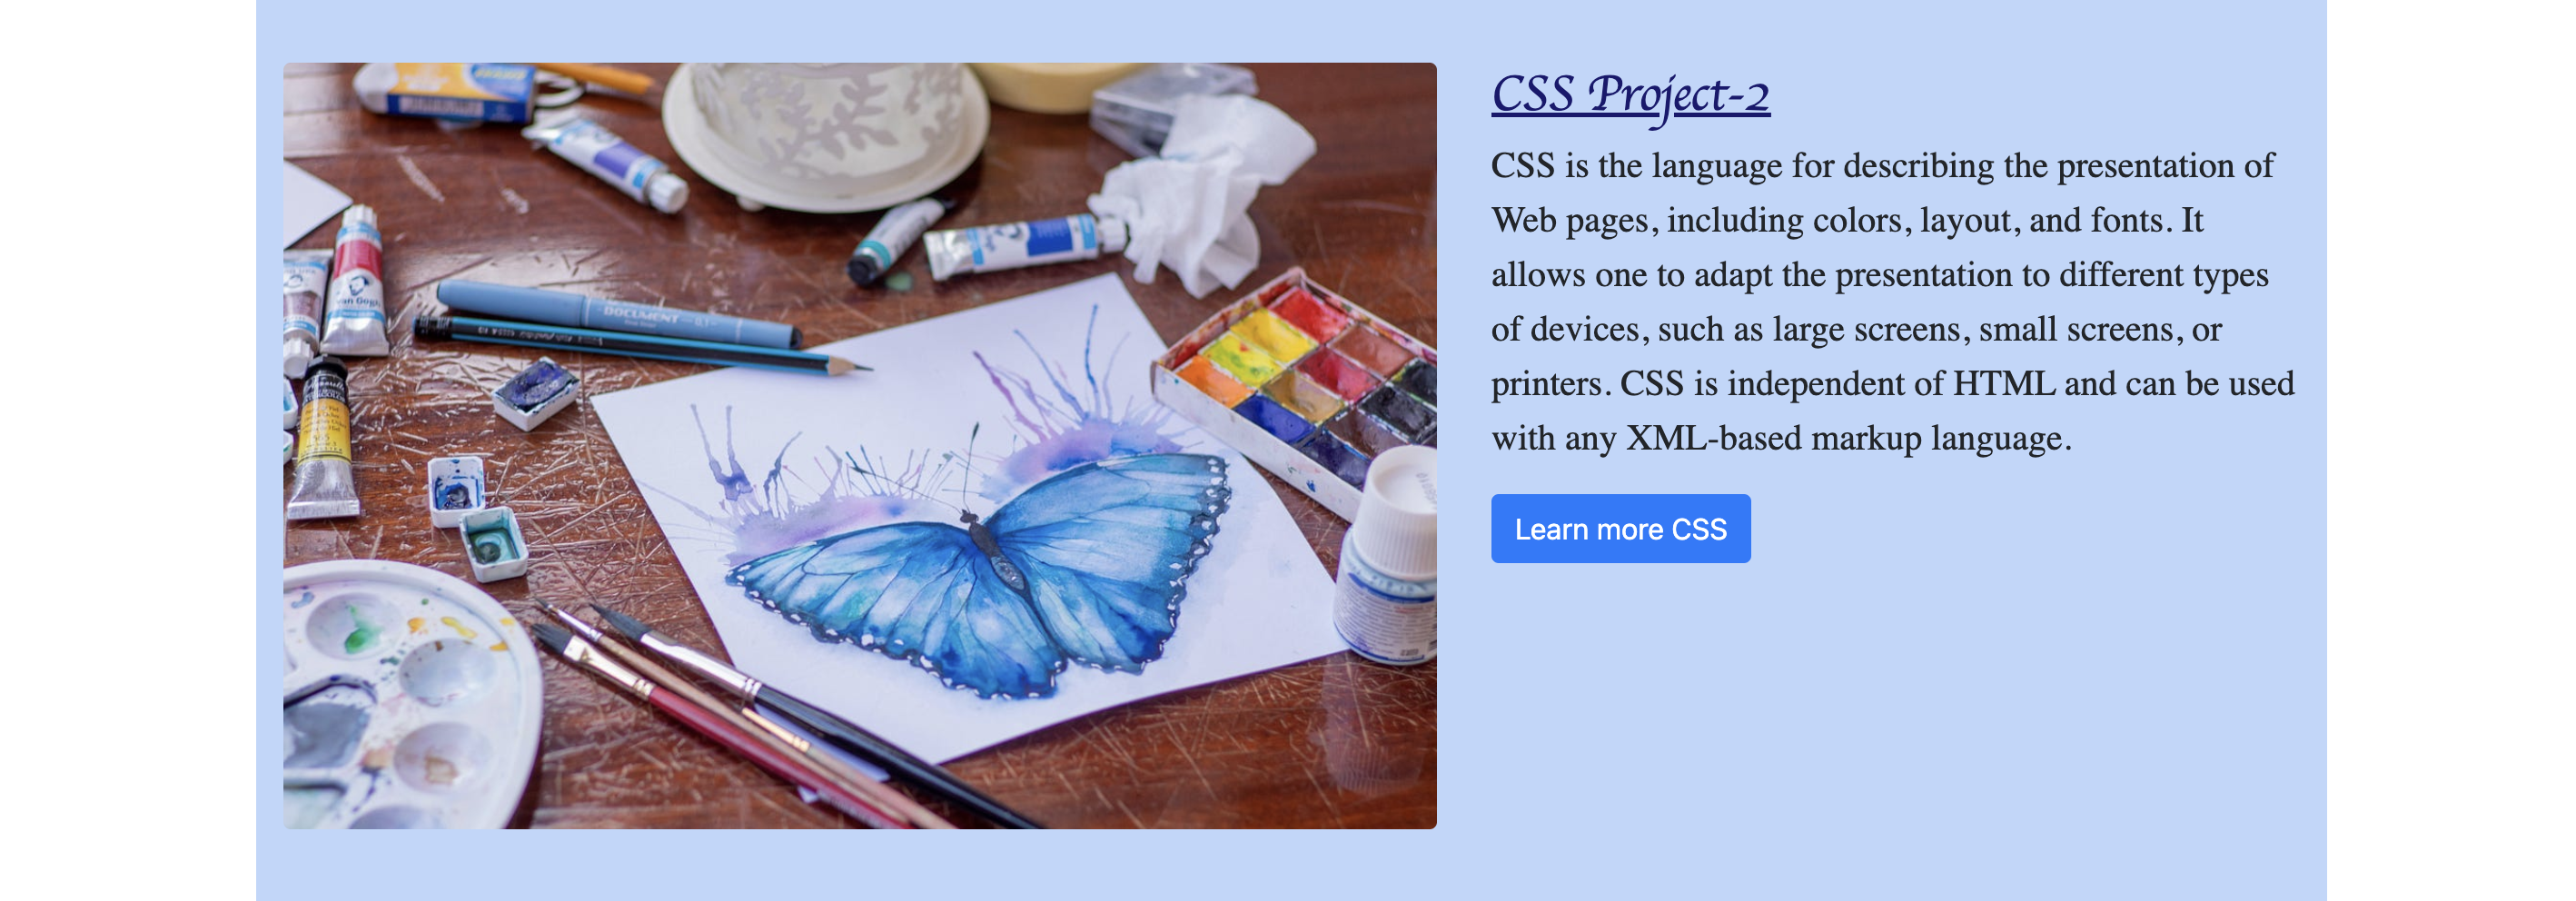 CSS Project-2
CSS is the language for describing the presentation of
Web pages, including colors, layout, and fonts. It
allows one to adapt the presentation to different types
of devices, such as large screens, small screens, or
printers. CSS is independent of HTML and can be used
with any XML-based markup language.
Learn more CSS
DOCUMENT